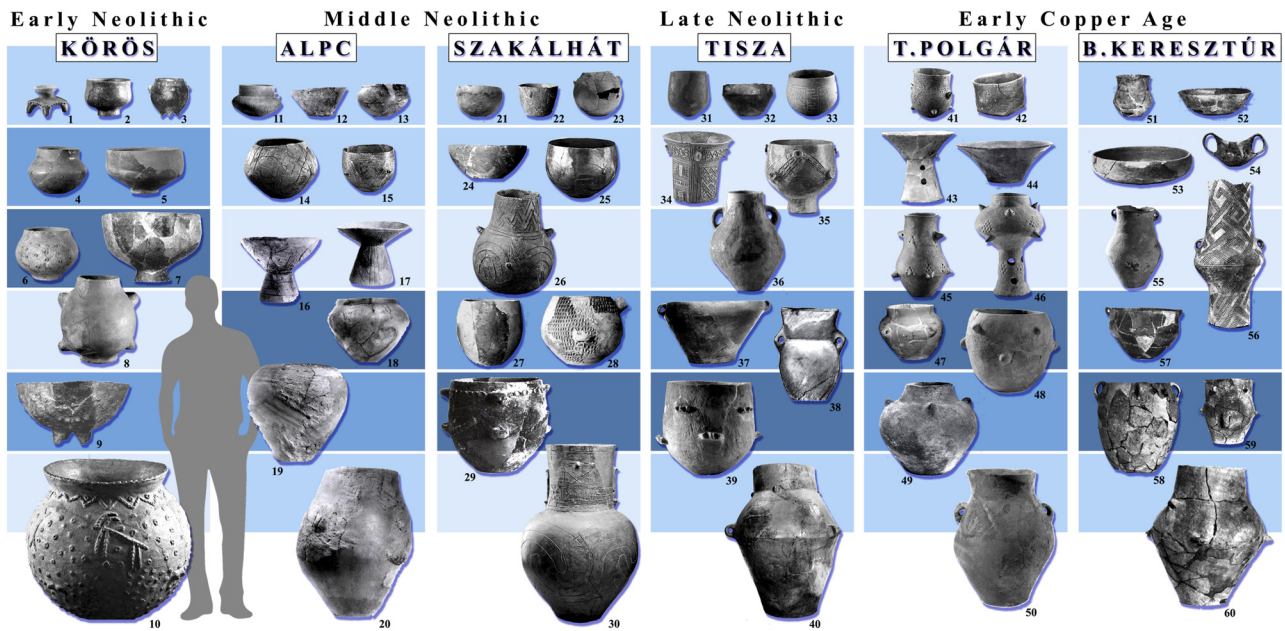 Early Neolithic Middle Neolithic Late Neolithic Early Copper Age
KÖRÖS ALPC SZAKÁLHÁT TISZA T.POLGÁR B.KERESZTÚR
1 2 3 11 12 13 21 22 23 31 32 33 41 42 51 52
4 5 14 15 24 25 34 35 43 44 53 54
6 7 16 17 26 36 45 46 55 56
8 18 27 28 37 38 47 48 57
9 19 29 39 49 58 59
10 20 30 40 50 60